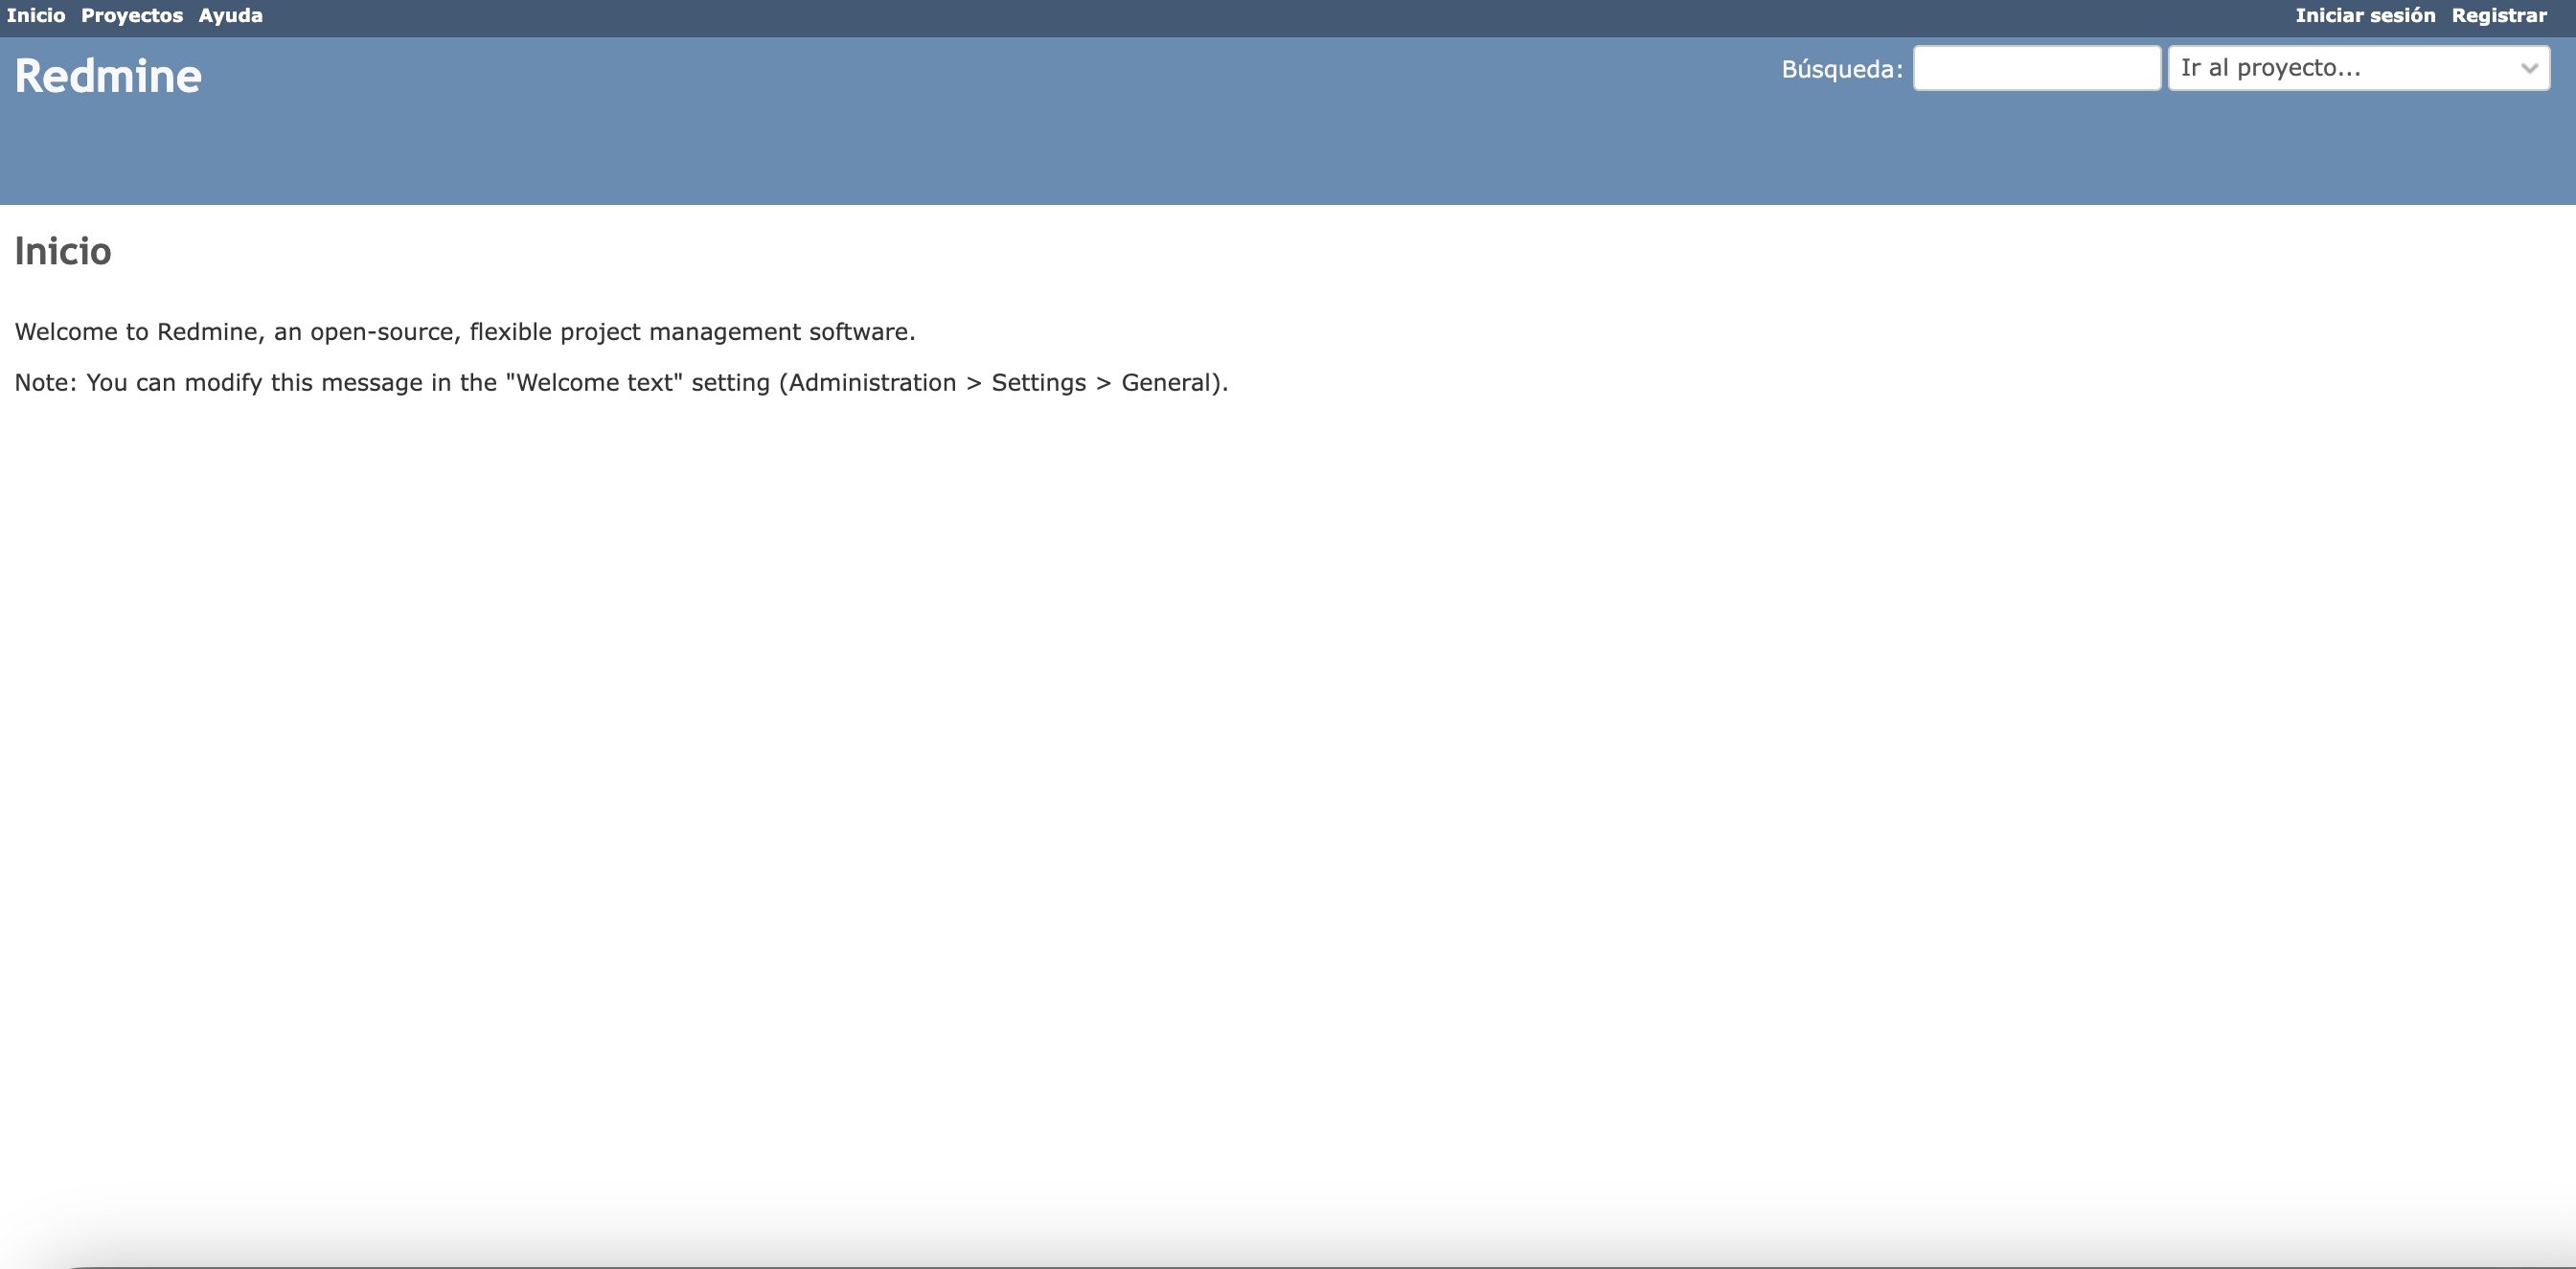 Inicio Proyectos Ayuda Iniciar sesión Registrar
Redmine Búsqueda: Ir al proyecto...
Inicio
Welcome to Redmine, an open-source, flexible project management software.
Note: You can modify this message in the "Welcome text" setting (Administration > Settings > General).